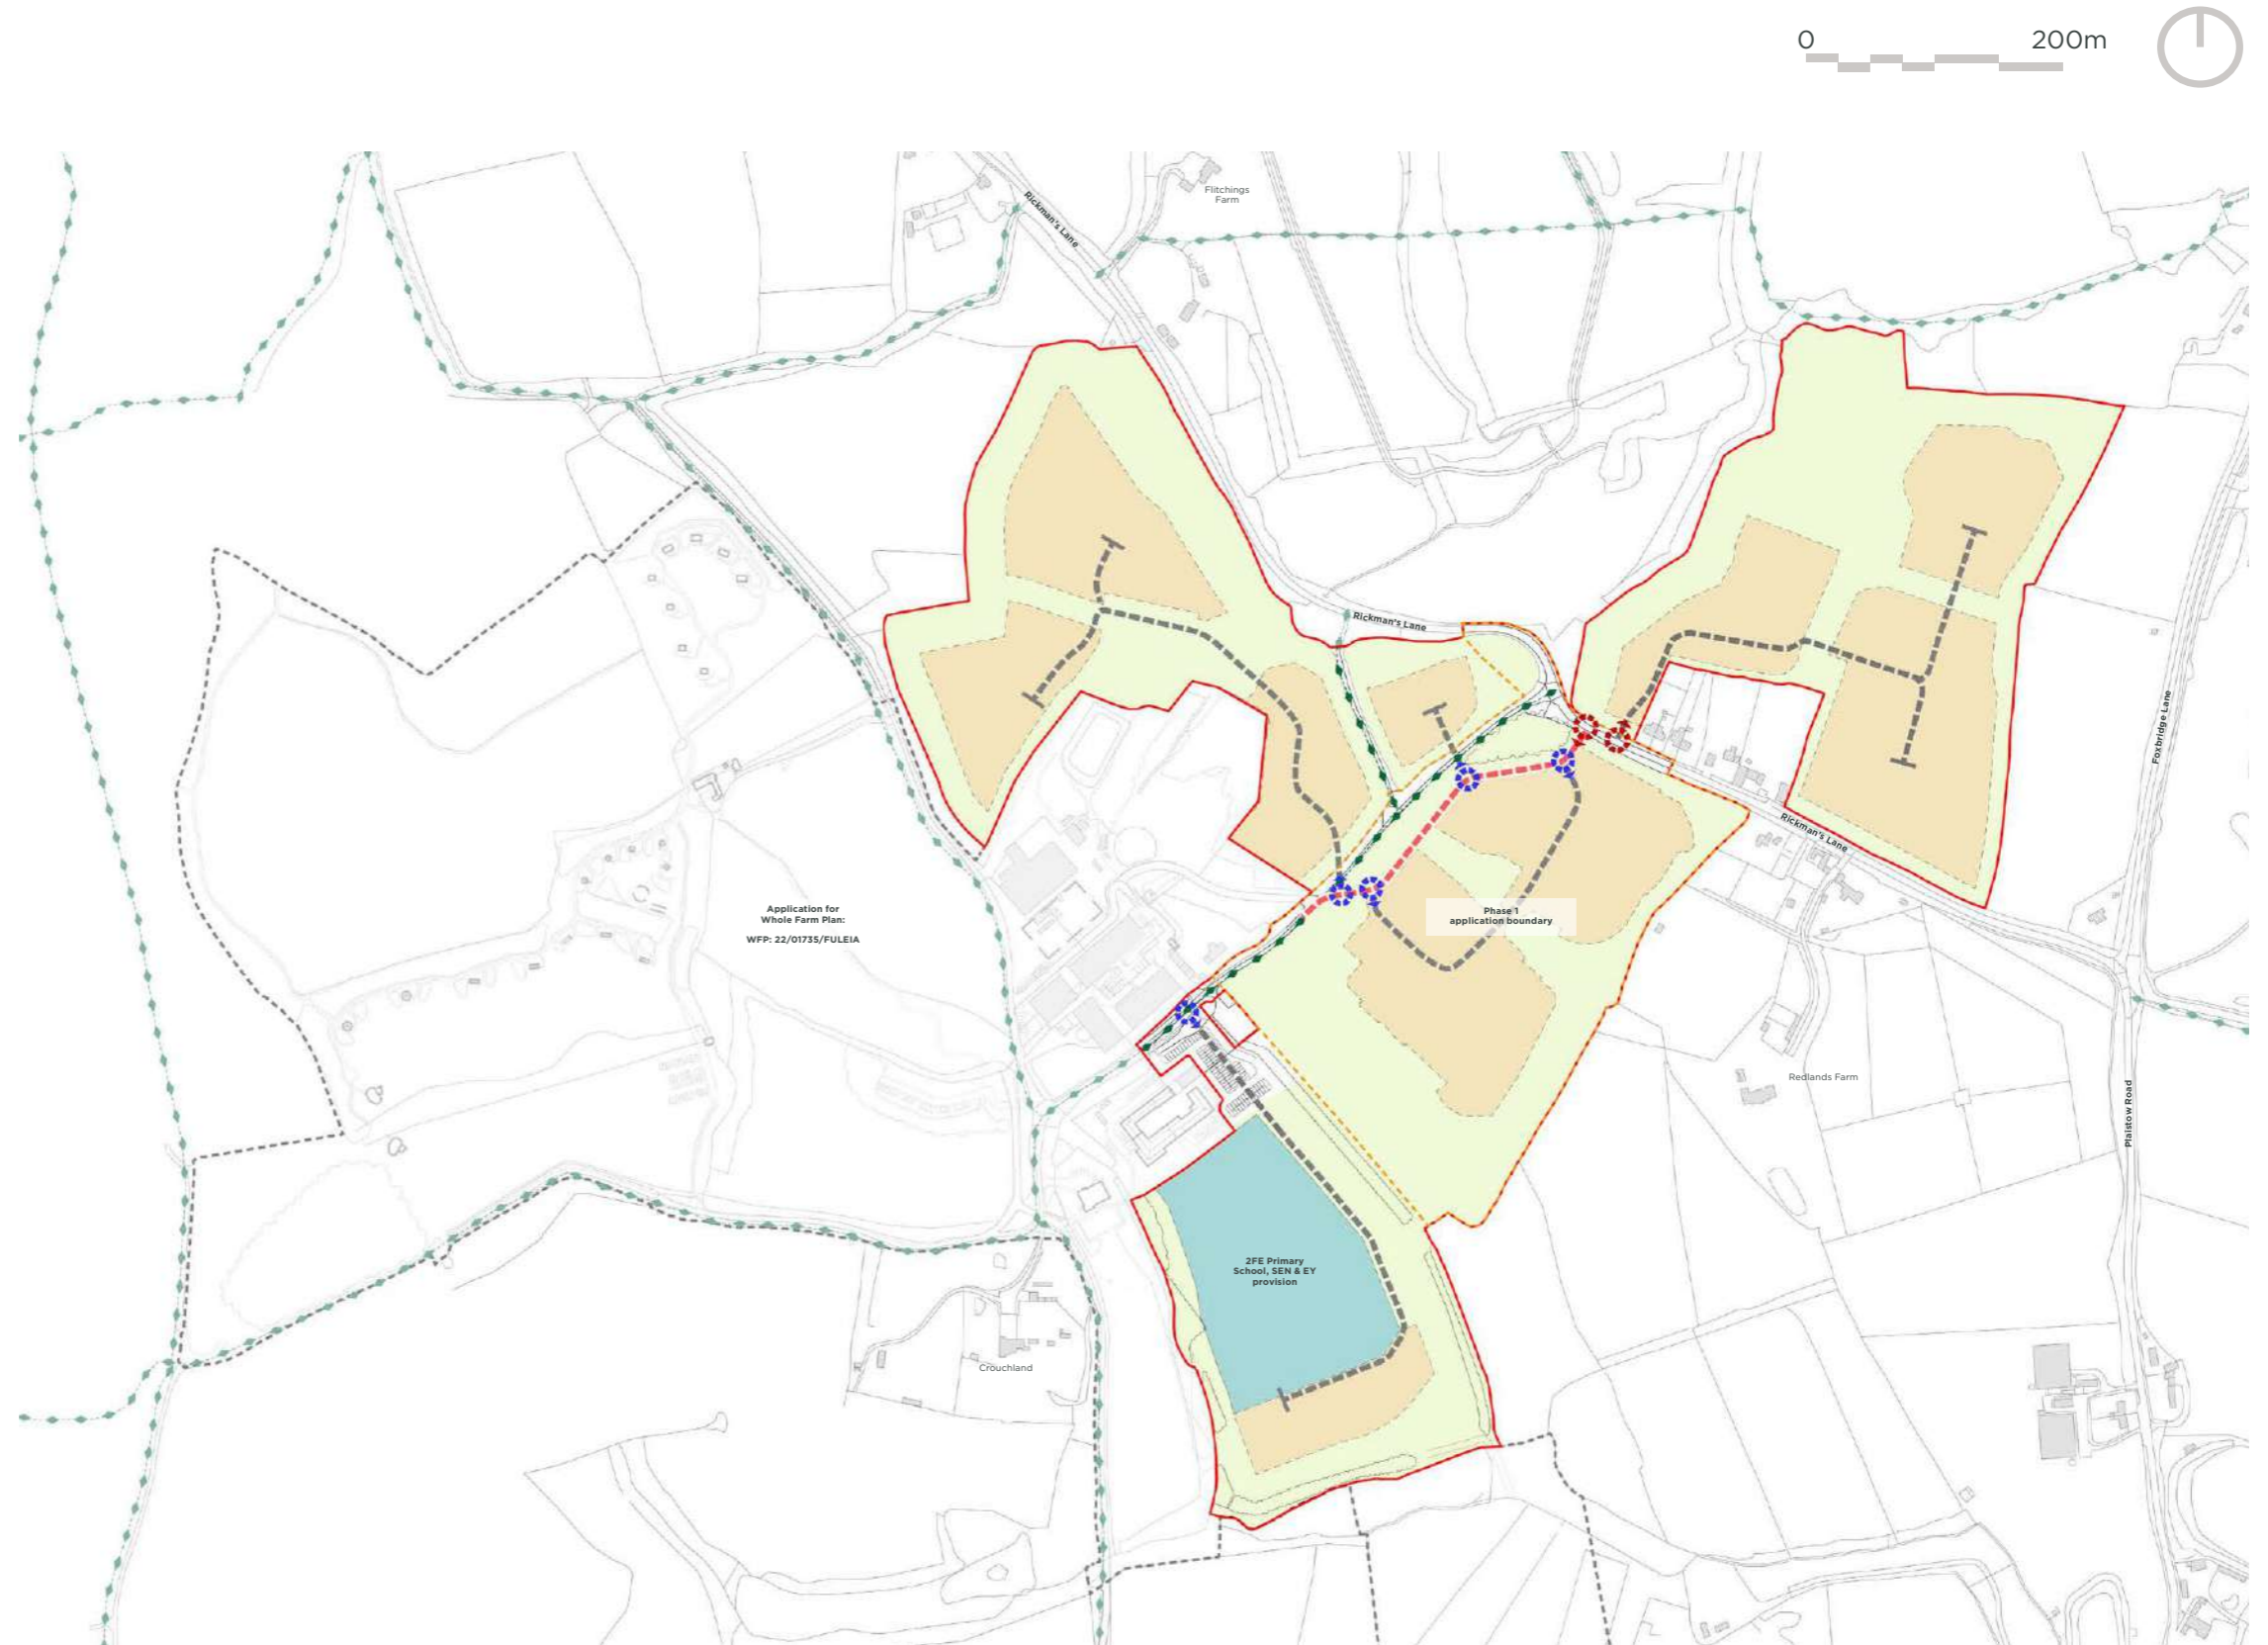 0 200m
Flitchings
Farm
Rickman's Lane
Rickman's Lane
Foxbridge Lane
Rickman's Lane
Application for
Whole Farm Plan:
WFP: 22/01735/FULEIA
Phase 1
application boundary
Redlands Farm
Plaistow Road
2FE Primary
School, SEN & EY
provision
Crouchland